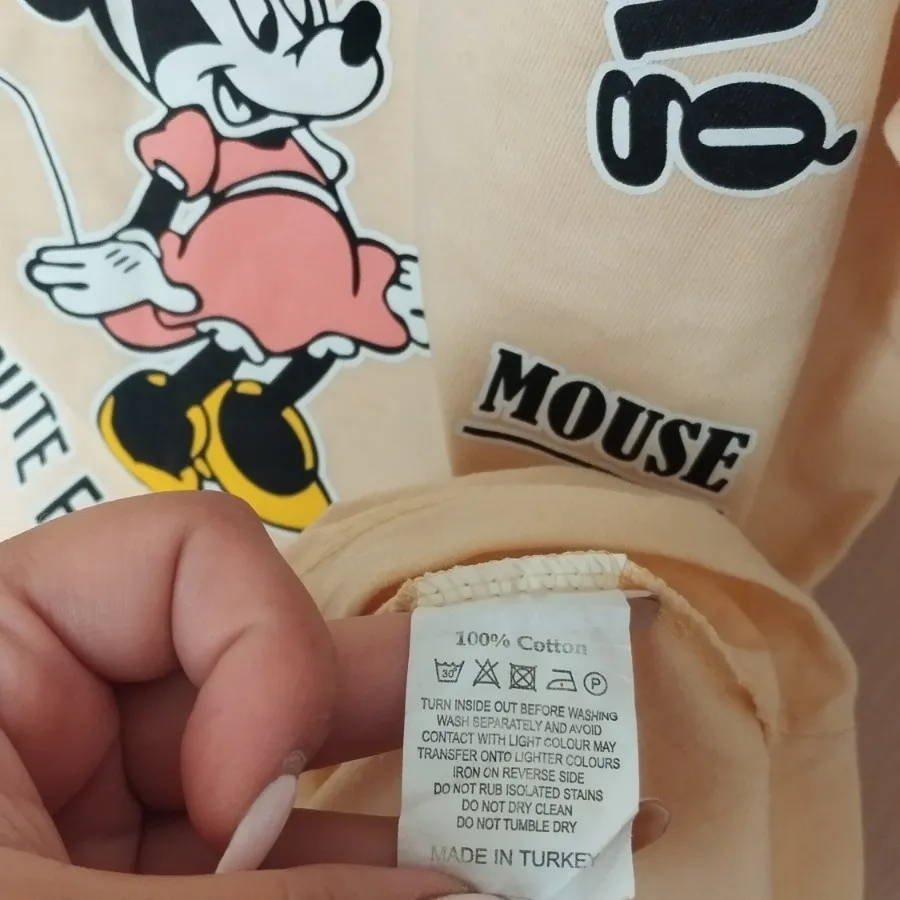 MOUSE
100% Cotton
30°
P
TURN INSIDE OUT BEFORE WASHING
WASH SEPARATELY AND AVOID
CONTACT WITH LIGHT COLOUR MAY
TRANSFER ONTO LIGHTER COLOURS
IRON ON REVERSE SIDE
DO NOT RUB ISOLATED STAINS
DO NOT DRY CLEAN
DO NOT TUMBLE DRY
MADE IN TURKEY